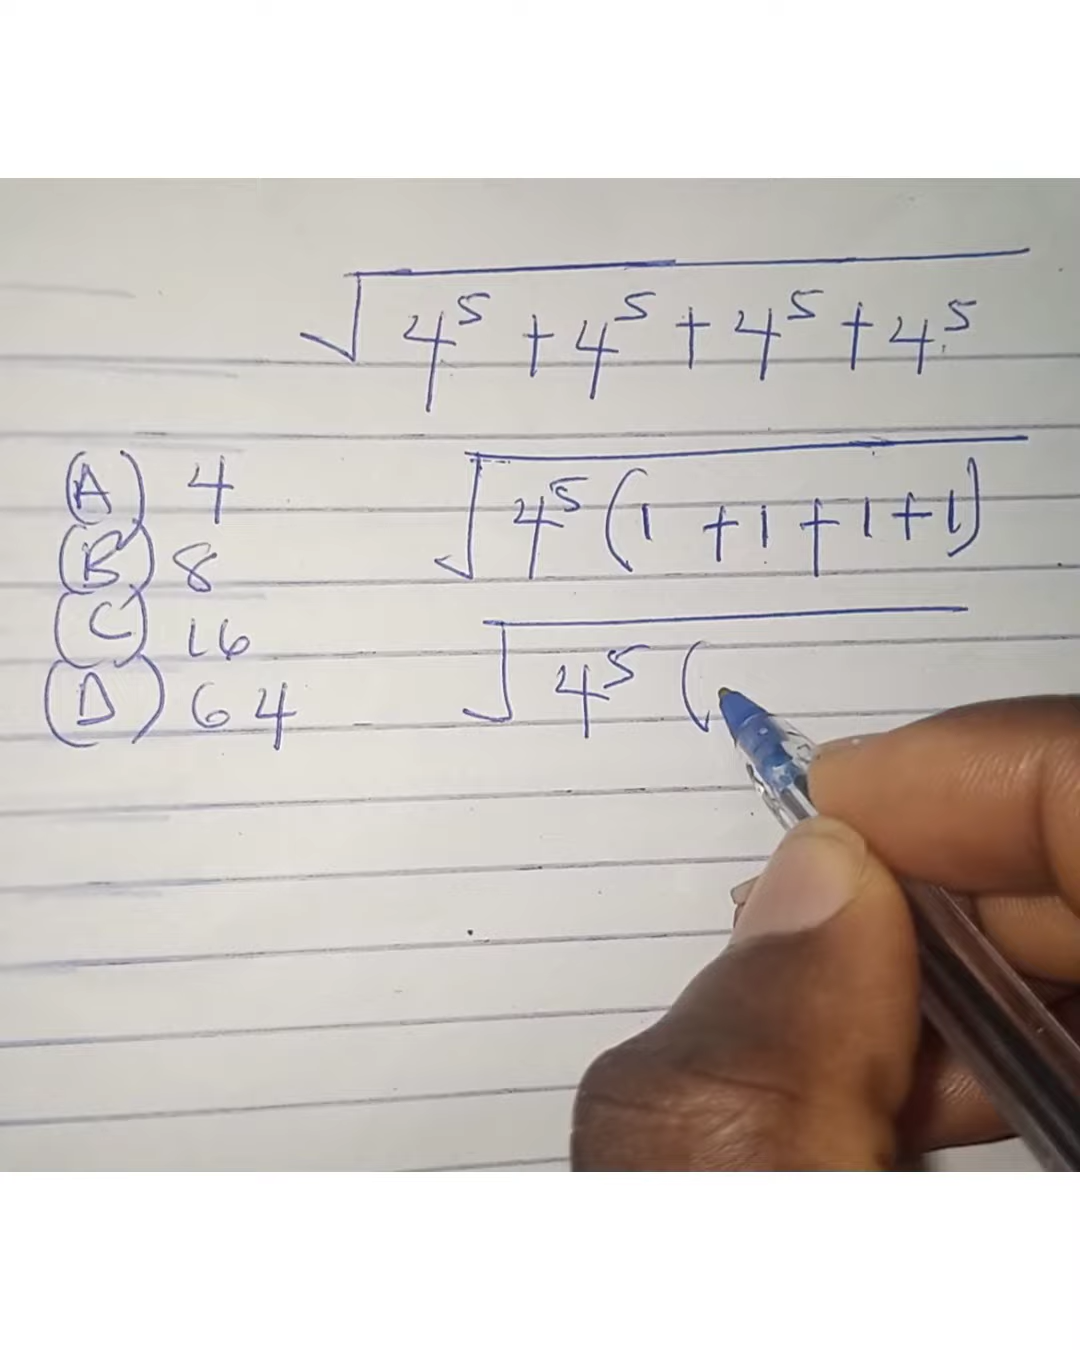 √(4⁵ + 4⁵ + 4⁵ + 4⁵)
(A) 4
(B) 8
(C) 16
(D) 64
√(4⁵(1 + 1 + 1 + 1))
√(4⁵(